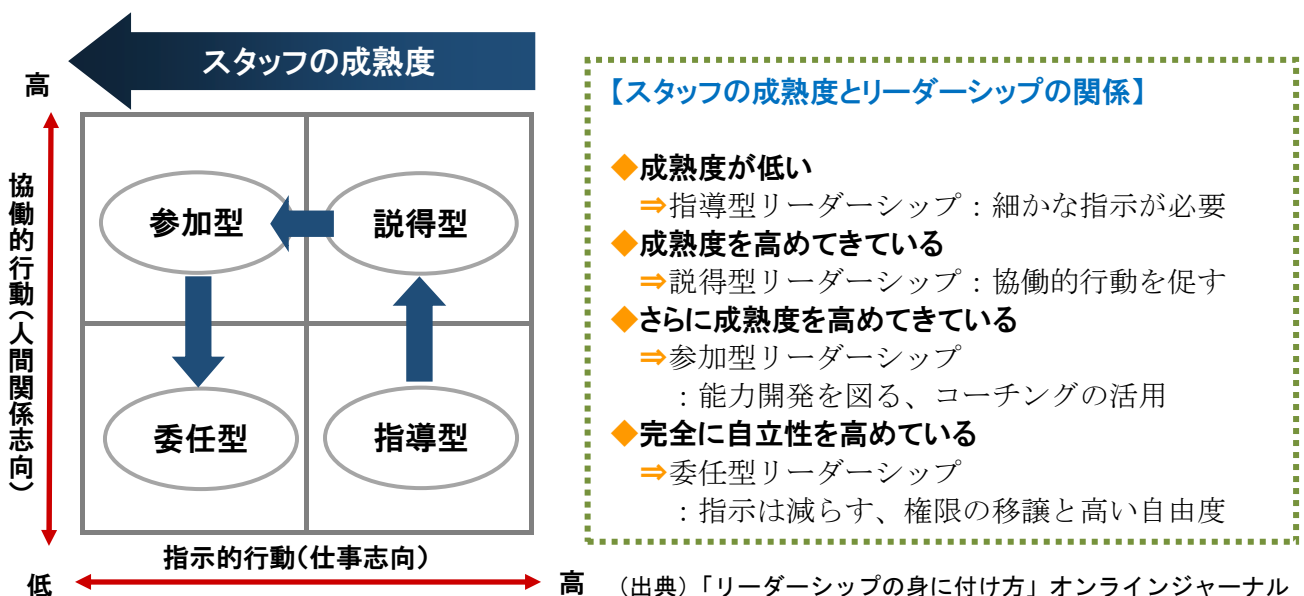 スタッフの成熟度
高
協働的行動(人間関係志向)
参加型
説得型
委任型
指導型
指示的行動(仕事志向)
低
高
【スタッフの成熟度とリーダーシップの関係】
◆成熟度が低い
⇒指導型リーダーシップ:細かな指示が必要
◆成熟度を高めてきている
⇒説得型リーダーシップ:協働的行動を促す
◆さらに成熟度を高めてきている
⇒参加型リーダーシップ
:能力開発を図る、コーチングの活用
◆完全に自立性を高めている
⇒委任型リーダーシップ
:指示は減らす、権限の移譲と高い自由度
(出典)「リーダーシップの身に付け方」オンラインジャーナル